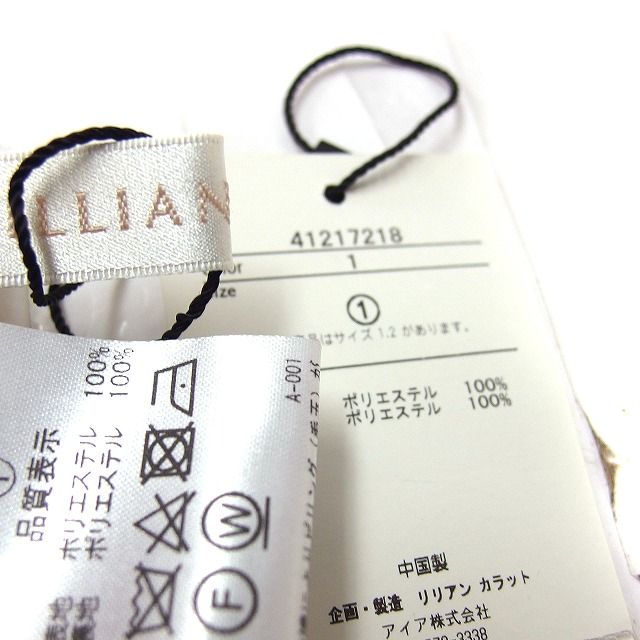 ILLIAN
41217218
1
①
はサイズ 1.2 があります。
ポリエステル 100%
ポリエステル 100%
中国製
企画・製造 リリアン カラット
アイア株式会社
A-001
①
品質表示
ポリエステル 100%
ポリエステル 100%
W
F